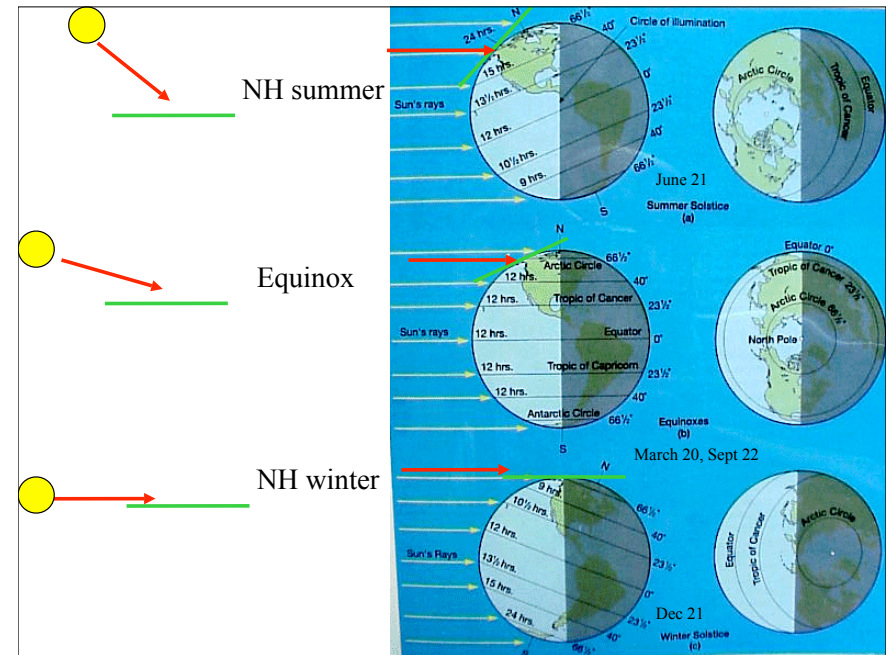 NH summer
N
24 hrs.
66½°
40°
23½°
Circle of illumination
15 hrs.
0°
Sun's rays
13½ hrs.
23½°
12 hrs.
40°
10½ hrs.
66½°
9 hrs.
S
June 21
Summer Solstice
(a)
Arctic Circle
Tropic of Cancer
Equator
Equinox
N
66½°
Arctic Circle
12 hrs.
40°
12 hrs.
Tropic of Cancer
23½°
Sun's rays
12 hrs.
Equator
0°
12 hrs.
Tropic of Capricorn
23½°
12 hrs.
40°
Antarctic Circle
66½°
S
Equinoxes
(b)
March 20, Sept 22
Equator 0°
Tropic of Cancer 23½°
Arctic Circle 66½°
North Pole
NH winter
N
9 hrs.
66½°
10½ hrs.
40°
12 hrs.
23½°
Sun's Rays
13½ hrs.
0°
15 hrs.
23½°
24 hrs.
40°
66½°
S
Dec 21
Winter Solstice
(c)
Equator
Tropic of Cancer
Arctic Circle